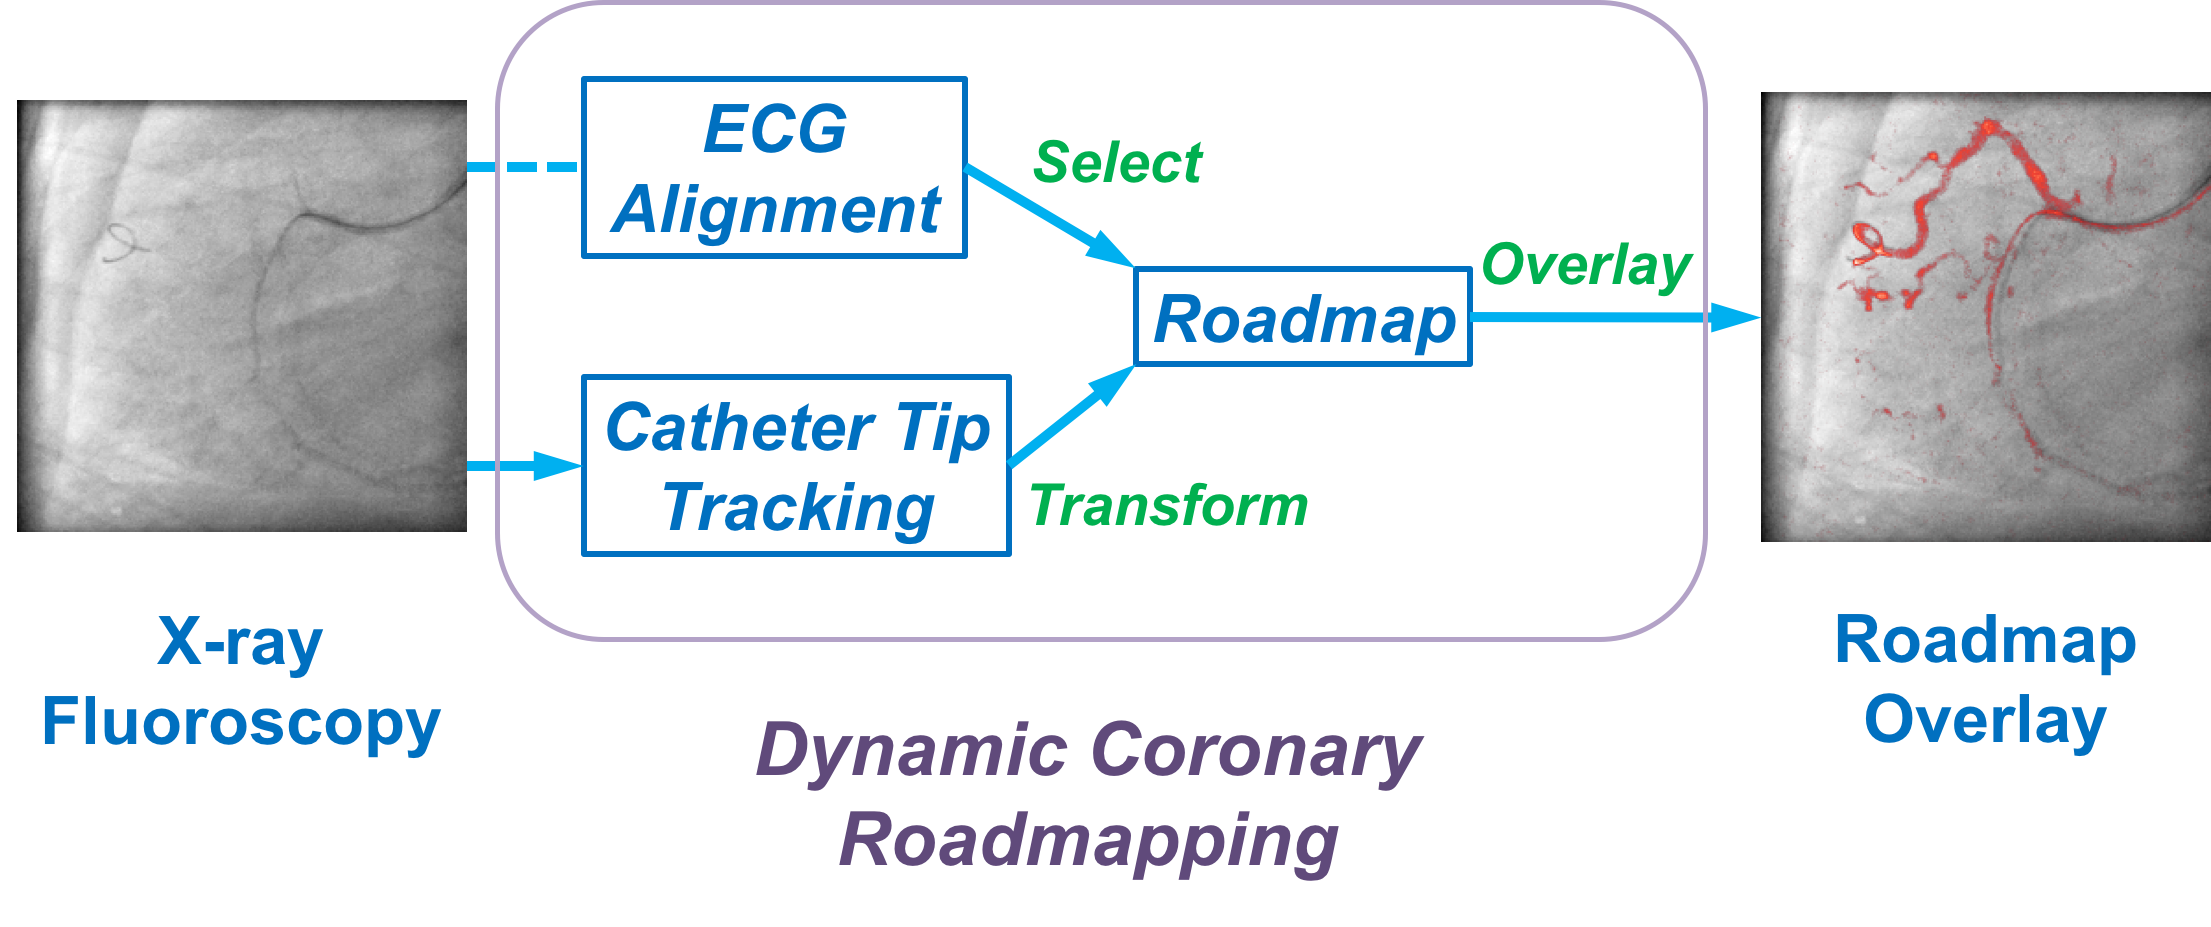 ECG
Alignment
Select
Overlay
Roadmap
Catheter Tip
Tracking
Transform
X-ray
Fluoroscopy
Roadmap
Overlay
Dynamic Coronary
Roadmapping